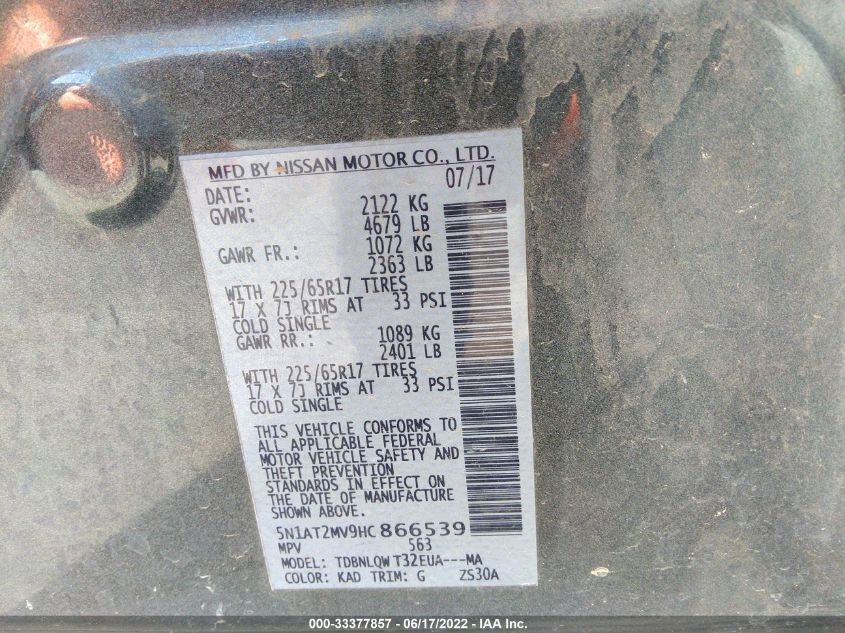 MFD BY NISSAN MOTOR CO., LTD.
DATE: 07/17
GVWR: 2122 KG
4679 LB
GAWR FR.: 1072 KG
2363 LB
WITH 225/65R17 TIRES
17 X 7J RIMS AT 33 PSI
COLD SINGLE
GAWR RR.: 1089 KG
2401 LB
WITH 225/65R17 TIRES
17 X 7J RIMS AT 33 PSI
COLD SINGLE
THIS VEHICLE CONFORMS TO
ALL APPLICABLE FEDERAL
MOTOR VEHICLE SAFETY AND
THEFT PREVENTION
STANDARDS IN EFFECT ON
THE DATE OF MANUFACTURE
SHOWN ABOVE.
5N1AT2MV9HC866539
MPV 563
MODEL: TDBNLQWT32EUA---MA
COLOR: KAD TRIM: G ZS30A
000-33377857 - 06/17/2022 - IAA Inc.